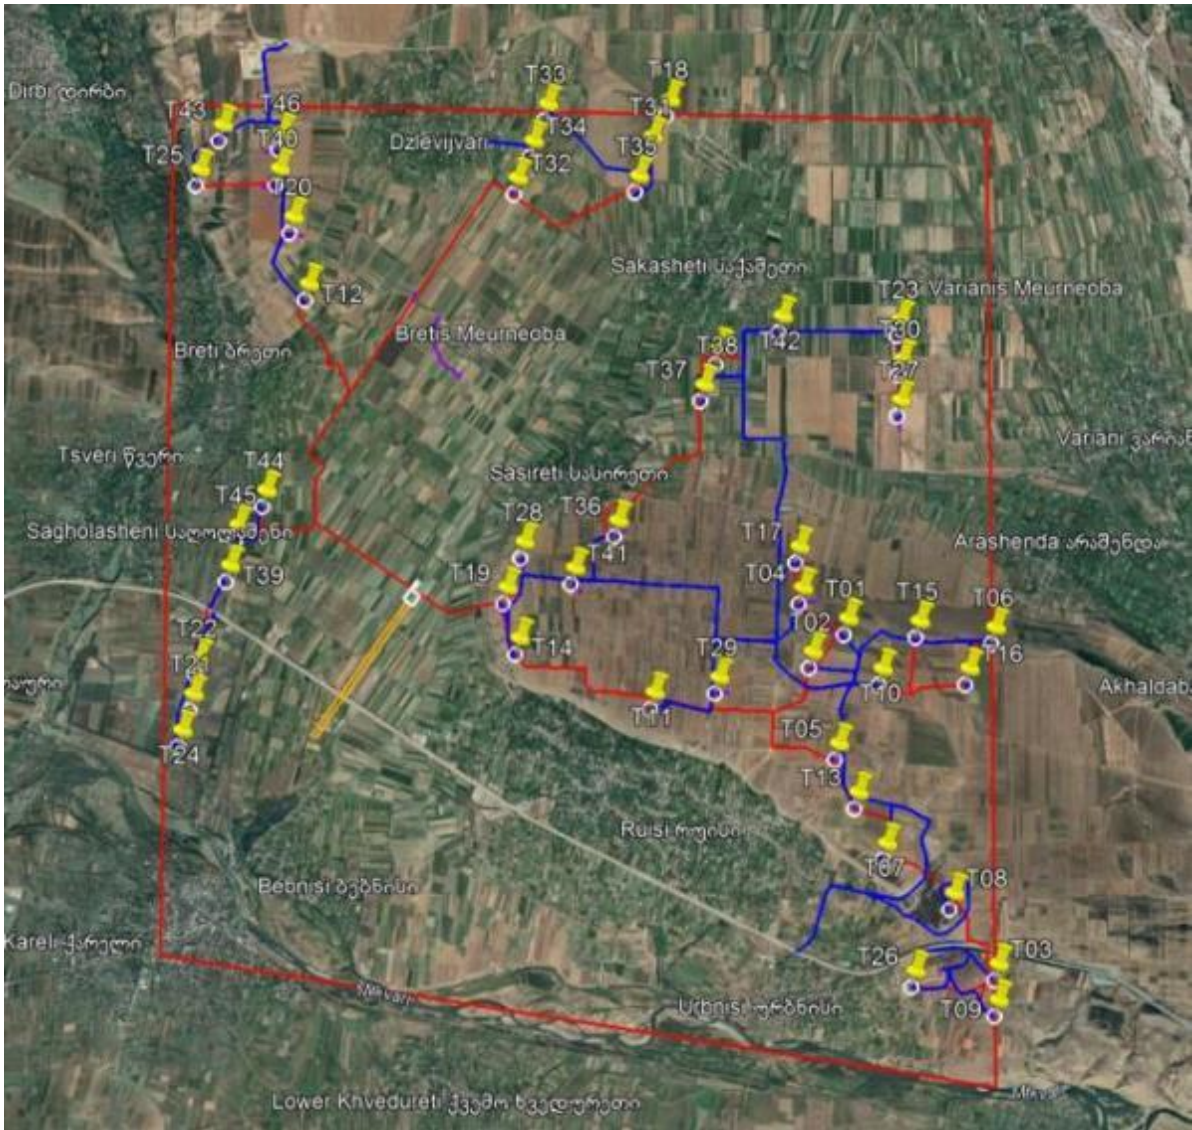 Dirbi დირბი
T43
T46
T33
T18
T31
T34
Dzlevijvari
T40
T35
T25
T32
T20
T12
Sakasheti საქაშეთი
T23
Varianis Meurneoba
Bretis Meurneoba
T30
T42
T38
Breti ბრეთი
T37
T27
Tsveri წვერი
Variani
T44
Sasireti სასირეთი
T45
T36
T28
T17
Sagholasheni საღოლაშენი
Arashenda არაშენდა
T41
T04
T39
T19
T01
T15
T06
T02
T22
T14
T29
T16
T21
T10
T11
T05
T24
T13
Ruisi რუისი
T07
T08
Bebnisi ბებნისი
Kareli ქარელი
T26
T03
Mtkvari
Urbnisi ურბნისი
T09
Lower Khvedureti ქვემო ხვედურეთი